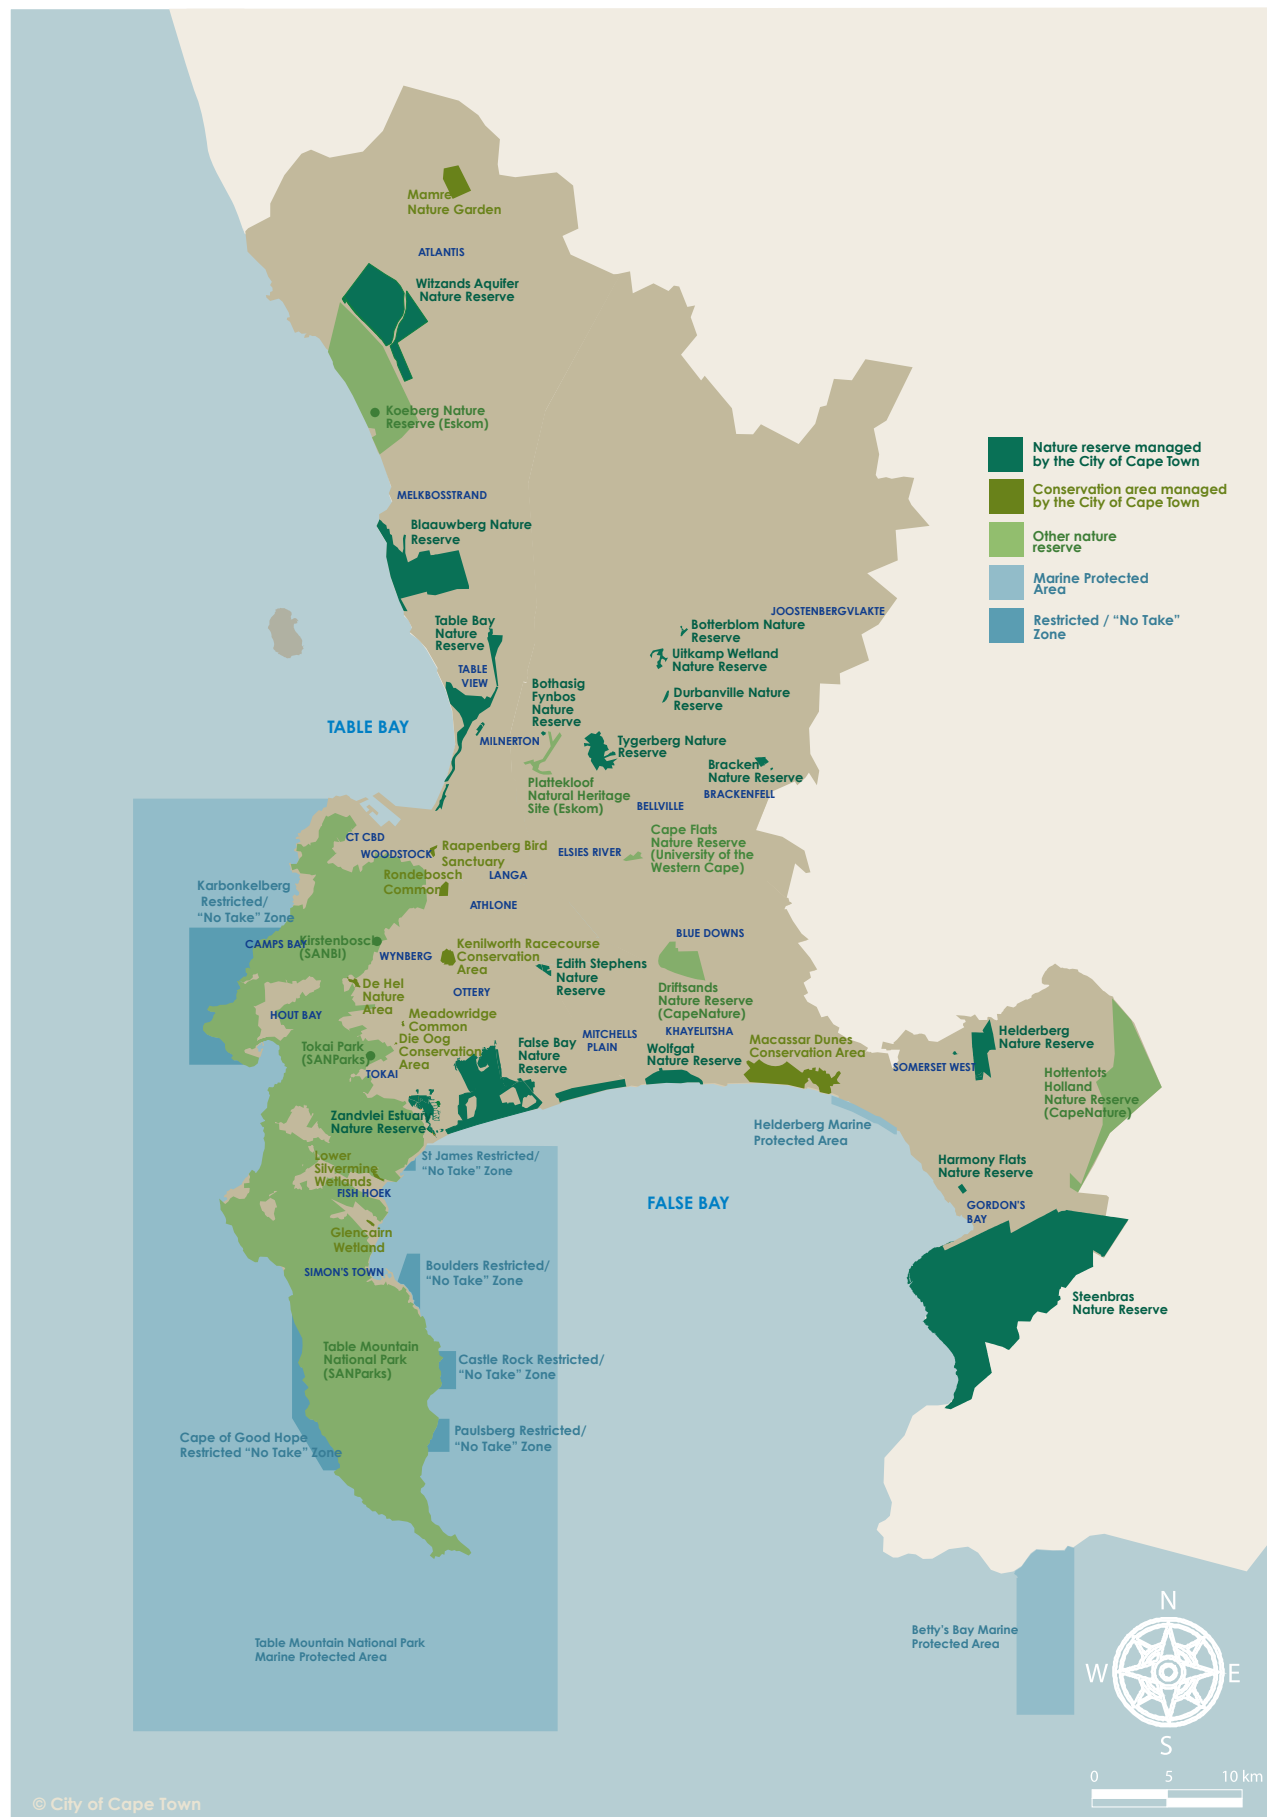 Mamre
Nature Garden
ATLANTIS
Witzands Aquifer
Nature Reserve
Koeberg Nature
Reserve (Eskom)
Nature reserve managed
by the City of Cape Town
Conservation area managed
by the City of Cape Town
Other nature
reserve
Marine Protected
Area
Restricted / “No Take”
Zone
MELKBOSSTRAND
Blaauwberg Nature
Reserve
JOOSTENBERGVLAKTE
Table Bay
Nature
Reserve
Botterblom Nature
Reserve
Uitkamp Wetland
Nature Reserve
TABLE
VIEW
Bothasig
Fynbos
Nature
Reserve
Durbanville Nature
Reserve
TABLE BAY
MILNERTON
Tygerberg Nature
Reserve
Bracken
Nature Reserve
Plattekloof
Natural Heritage
Site (Eskom)
BRACKENFELL
BELLVILLE
CT CBD
WOODSTOCK
Raapenberg Bird
Sanctuary
ELSIES RIVER
Cape Flats
Nature Reserve
(University of the
Western Cape)
Rondebosch
Common
LANGA
Karbonkelberg
Restricted/
“No Take” Zone
ATHLONE
CAMPS BAY
Kirstenbosch
(SANBI)
WYNBERG
Kenilworth Racecourse
Conservation
Area
BLUE DOWNS
Edith Stephens
Nature
Reserve
De Hel
Nature
Area
OTTERY
Driftsands
Nature Reserve
(CapeNature)
HOUT BAY
Meadowridge
Common
Die Oog
Conservation
Area
MITCHELLS
PLAIN
KHAYELITSHA
Tokai Park
(SANParks)
TOKAI
False Bay
Nature
Reserve
Wolfgat
Nature Reserve
Macassar Dunes
Conservation Area
Helderberg
Nature Reserve
SOMERSET WEST
Hottentots
Holland
Nature Reserve
(CapeNature)
Zandvlei Estuary
Nature Reserve
Helderberg Marine
Protected Area
Lower
Silvermine
Wetlands
St James Restricted/
“No Take” Zone
FISH HOEK
Harmony Flats
Nature Reserve
FALSE BAY
GORDON'S
BAY
Glencairn
Wetland
SIMON'S TOWN
Boulders Restricted/
“No Take” Zone
Steenbras
Nature Reserve
Table Mountain
National Park
(SANParks)
Castle Rock Restricted/
“No Take” Zone
Cape of Good Hope
Restricted “No Take” Zone
Paulsberg Restricted/
“No Take” Zone
Table Mountain National Park
Marine Protected Area
Betty's Bay Marine
Protected Area
N
W E
S
0 5 10 km
© City of Cape Town